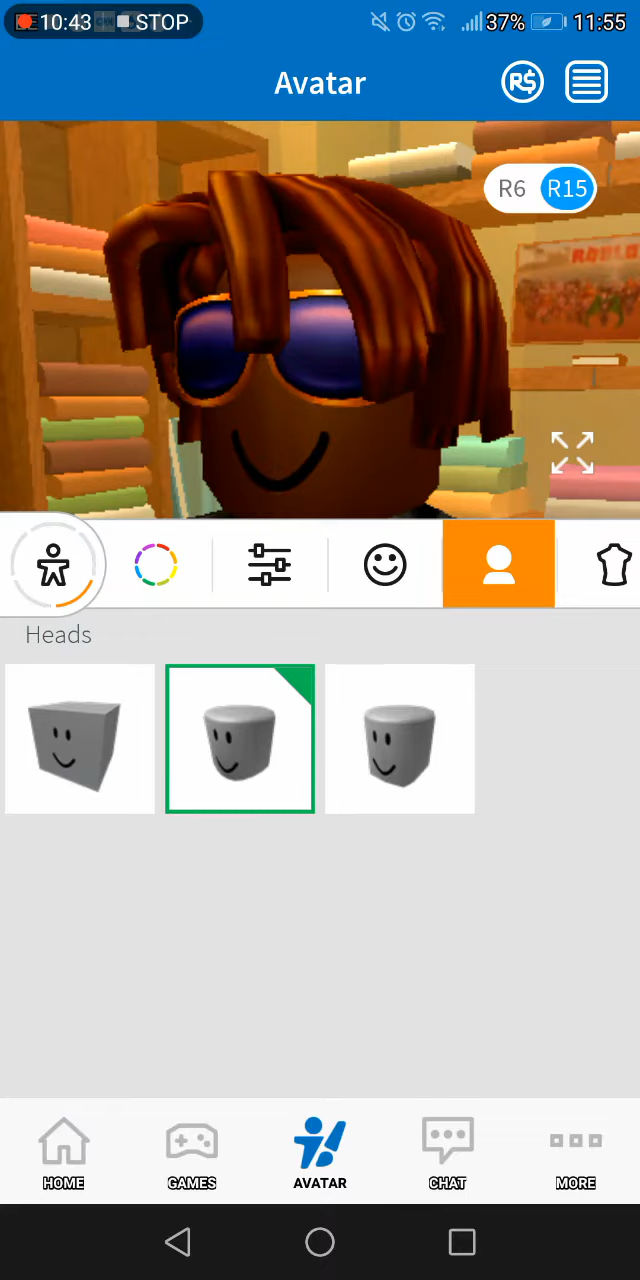 10:43 STOP 37% 11:55
Avatar R$
R6 R15
ROBLO
Heads
HOME GAMES AVATAR CHAT MORE